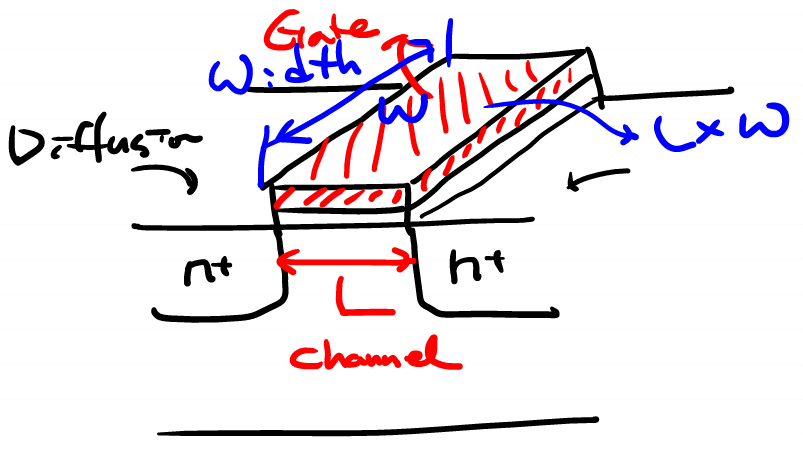 Gate
Width
W
L×W
Diffusion
n+
n+
L
channel